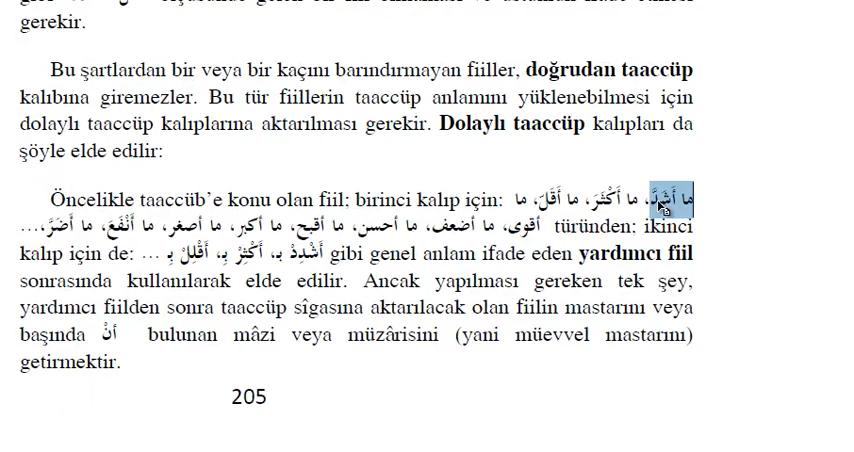 gerekir.
Bu şartlardan bir veya bir kaçını barındırmayan fiiller, doğrudan taaccüp
kalıbına giremezler. Bu tür fiillerin taaccüp anlamını yüklenebilmesi için
dolaylı taaccüp kalıplarına aktarılması gerekir. Dolaylı taaccüp kalıpları da
şöyle elde edilir:
Öncelikle taaccüb’e konu olan fiil; birinci kalıp için: ما أَشَدَّ، ما أَكْثَرَ، ما أَقَلّ، ما
أقوى، ما أضعف، ما أحسن، ما أقبح، ما أكبر، ما أصغر، ما أَنْفَعَ، ما أَضَرَّ،... türünden; ikinci
kalıp için de: أَشْدِدْ بـ، أَكْثِرْ بِـ، أَقْلِلْ بِـ ... gibi genel anlam ifade eden yardımcı fiil
sonrasında kullanılarak elde edilir. Ancak yapılması gereken tek şey,
yardımcı fiilden sonra taaccüp sîgasına aktarılacak olan fiilin mastarını veya
başında أنْ bulunan mâzi veya müzârisini (yani müevvel mastarını)
getirmektir.
205